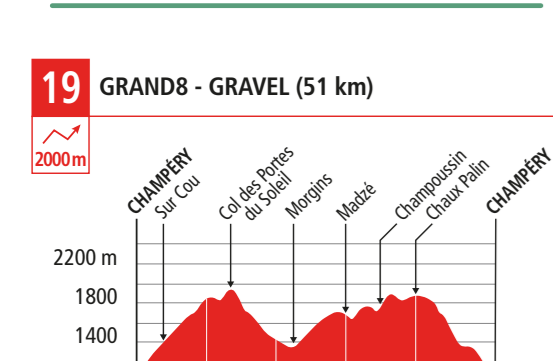 19
GRAND8 - GRAVEL (51 km)
2000 m
CHAMPÉRY
Sur Cou
Col des Portes
du Soleil
Morgins
Madzé
Champoussin
Chaux Palin
CHAMPÉRY
2200 m
1800
1400